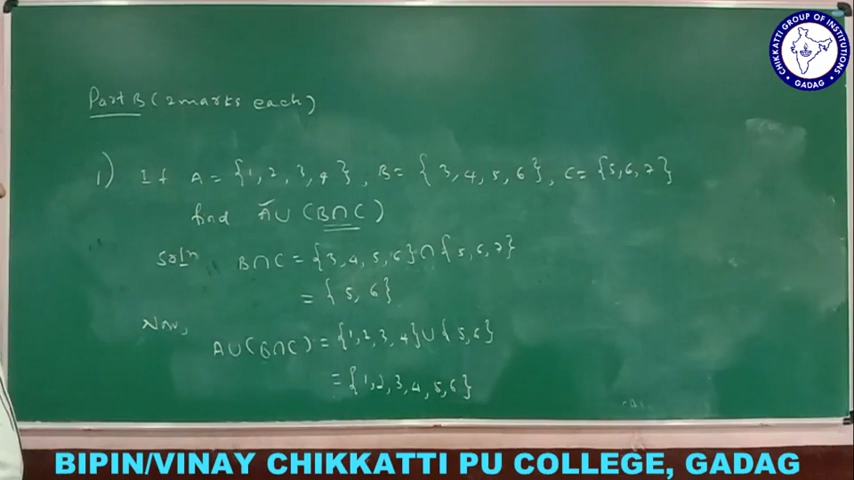 CHIKKATTI GROUP OF INSTITUTIONS
GADAG
Part B (2marks each)
1) If A = {1, 2, 3, 4}, B = {3, 4, 5, 6}, C = {5, 6, 7}
find A∪(B∩C)
Soln B∩C = {3, 4, 5, 6}∩{5, 6, 7}
= {5, 6}
Now,
A∪(B∩C) = {1, 2, 3, 4}∪{5, 6}
= {1, 2, 3, 4, 5, 6}
BIPIN/VINAY CHIKKATTI PU COLLEGE, GADAG